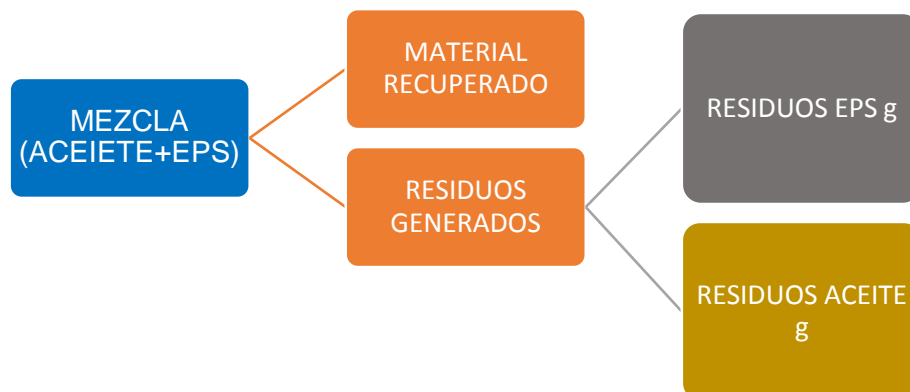 MEZCLA
(ACEIETE+EPS)
MATERIAL
RECUPERADO
RESIDUOS
GENERADOS
RESIDUOS EPS g
RESIDUOS ACEITE
g